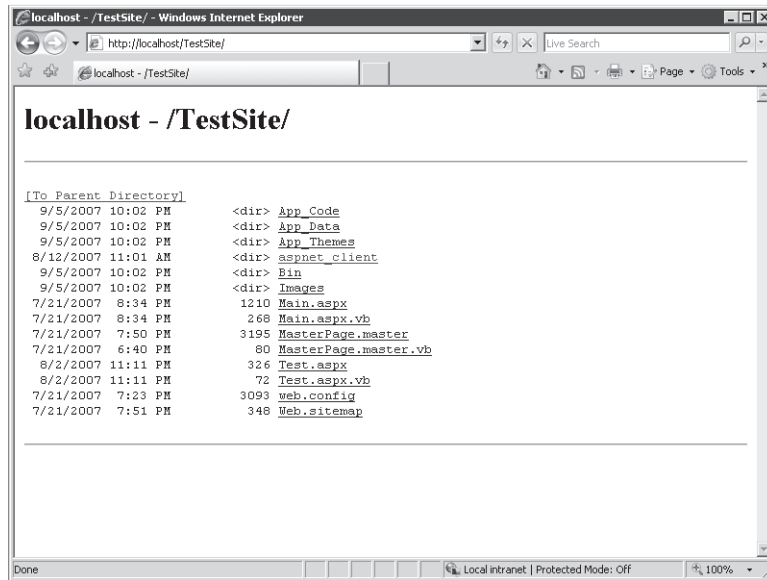 localhost - /TestSite/ - Windows Internet Explorer
http://localhost/TestSite/
Live Search
localhost - /TestSite/
Page
Tools
localhost - /TestSite/
[To Parent Directory]
9/5/2007 10:02 PM <dir> App_Code
9/5/2007 10:02 PM <dir> App_Data
9/5/2007 10:02 PM <dir> App_Themes
8/12/2007 11:01 AM <dir> aspnet_client
9/5/2007 10:02 PM <dir> Bin
9/5/2007 10:02 PM <dir> Images
7/21/2007 8:34 PM 1210 Main.aspx
7/21/2007 8:34 PM 268 Main.aspx.vb
7/21/2007 7:50 PM 3195 MasterPage.master
7/21/2007 6:40 PM 80 MasterPage.master.vb
8/2/2007 11:11 PM 326 Test.aspx
8/2/2007 11:11 PM 72 Test.aspx.vb
7/21/2007 7:23 PM 3093 web.config
7/21/2007 7:51 PM 348 Web.sitemap
Done
Local intranet | Protected Mode: Off
100%